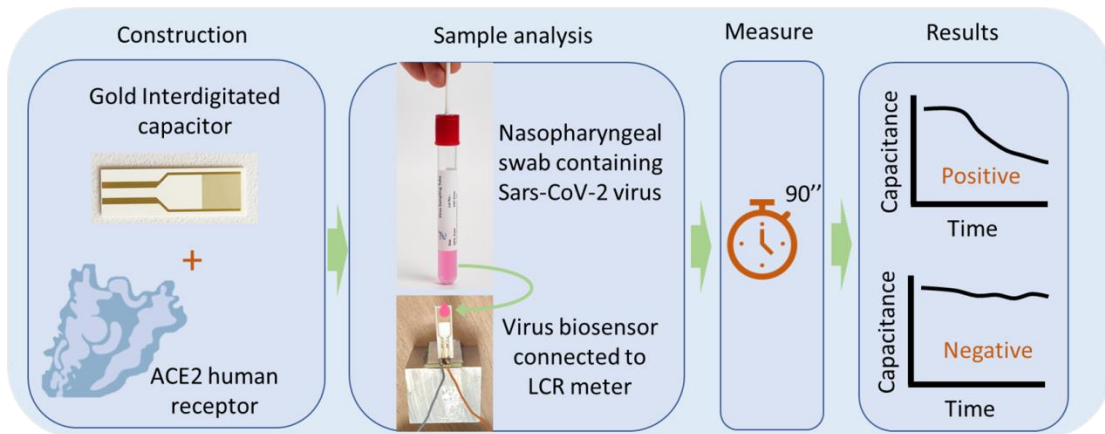 Construction
Gold Interdigitated
capacitor
+
ACE2 human
receptor
Sample analysis
Nasopharyngeal
swab containing
Sars-CoV-2 virus
Virus biosensor
connected to
LCR meter
Measure
90’’
Results
Capacitance
Positive
Time
Capacitance
Negative
Time